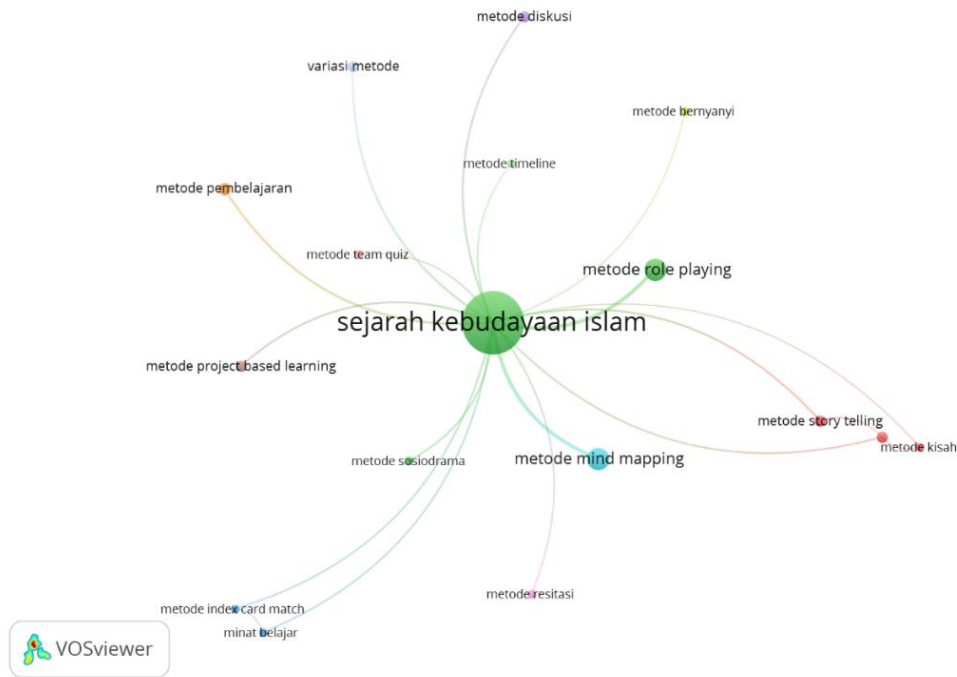 metode diskusi
variasi metode
metode bernyanyi
metode timeline
metode pembelajaran
metode team quiz
metode role playing
sejarah kebudayaan islam
metode project based learning
metode story telling
metode kisah
metode sosiodrama
metode mind mapping
metode resitasi
metode index card match
minat belajar
VOSviewer